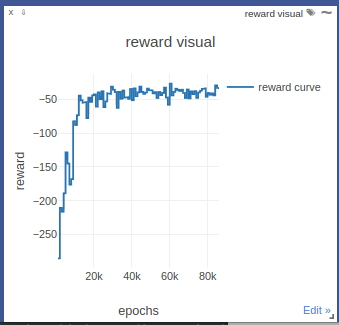 x reward visual
reward visual
reward curve
−50
−100
−150
−200
−250
reward
20k 40k 60k 80k
epochs
Edit »